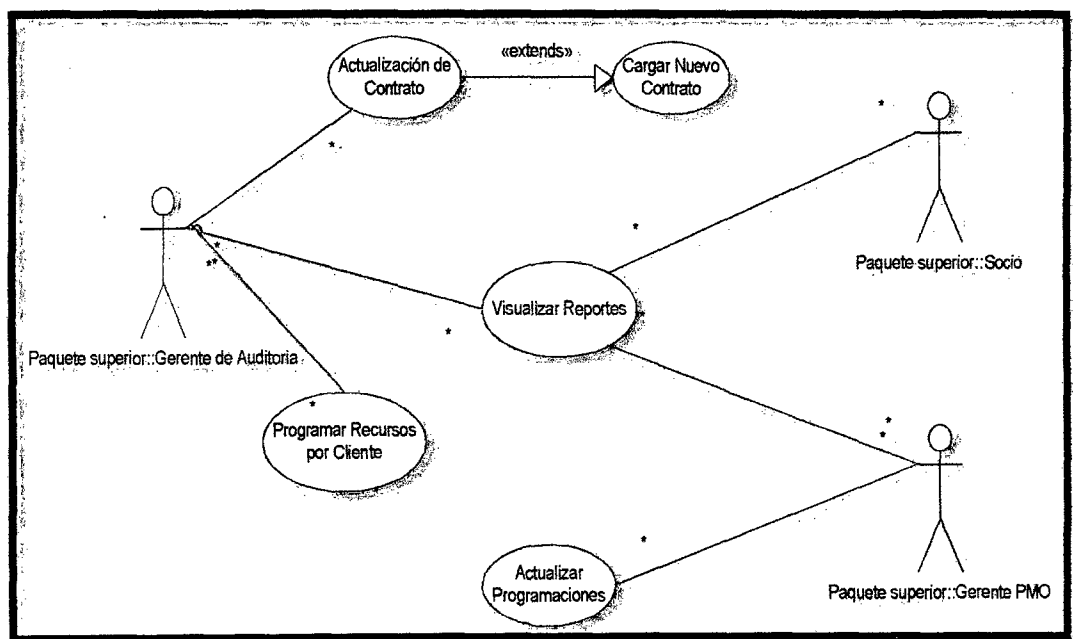 «extends»
Actualización de
Contrato
Cargar Nuevo
Contrato
*
*
*
Paquete superior::Socio
*
**
Visualizar Reportes
*
*
Paquete superior::Gerente de Auditoria
*
Programar Recursos
por Cliente
*
*
*
Actualizar
Programaciones
Paquete superior::Gerente PMO